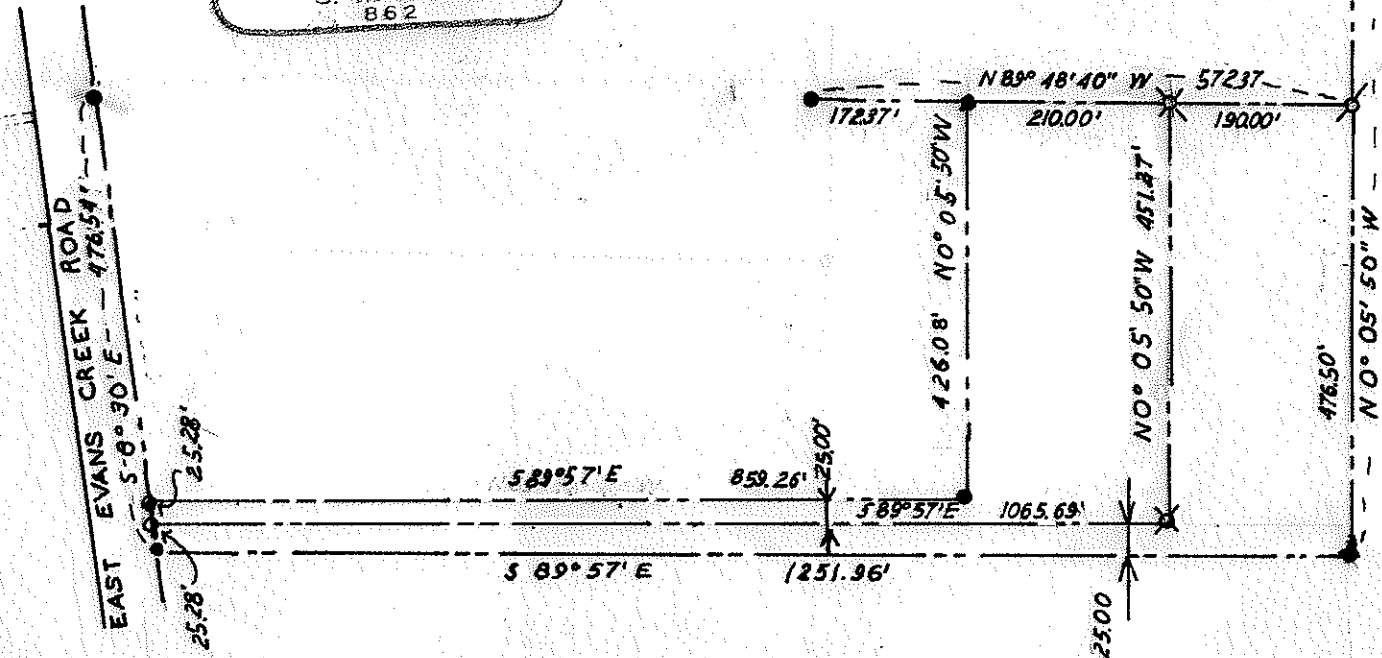 862
N 89° 48' 40" W 572.37
172.37'
210.00'
190.00'
EAST EVANS CREEK ROAD
S 8° 30' E
476.54'
426.08' N 0° 05' 50" W
N 0° 05' 50" W 451.27'
476.50'
N 0° 05' 50" W
25.28'
S 89° 57' E 859.26'
25.00'
S 89° 57' E 1065.69'
S 89° 57' E 1251.96'
25.28'
25.00